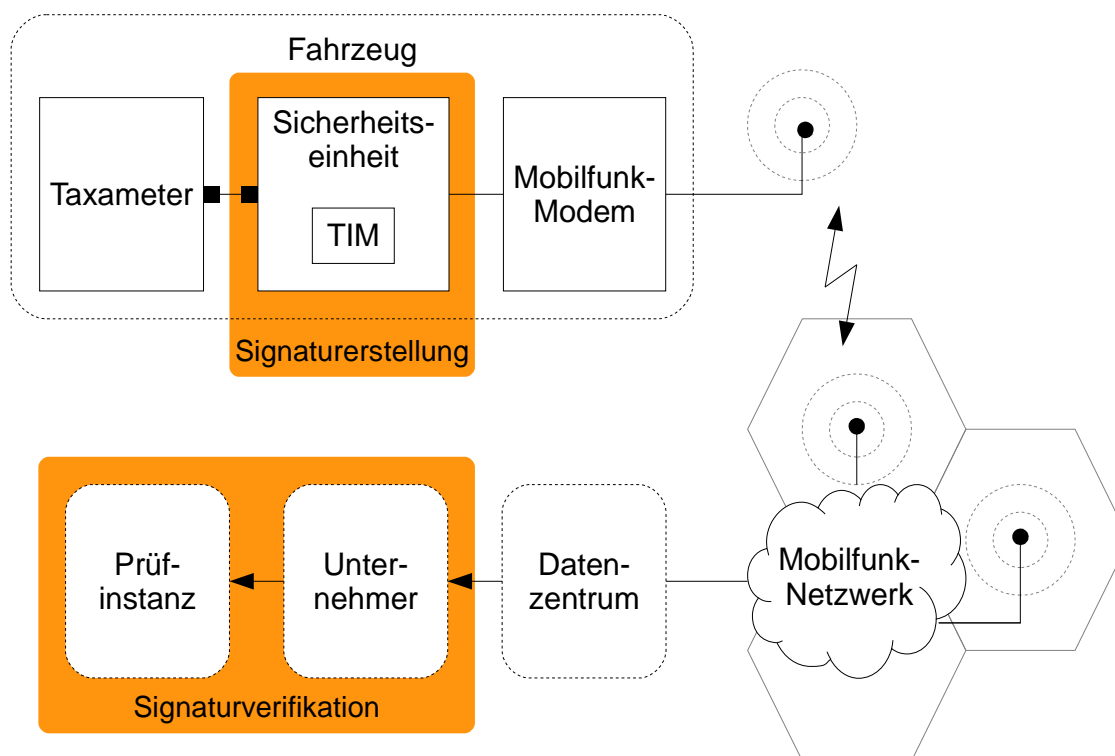 Fahrzeug
Taxameter
Sicherheits-
einheit
TIM
Mobilfunk-
Modem
Signaturerstellung
Prüf-
instanz
Unter-
nehmer
Daten-
zentrum
Mobilfunk-
Netzwerk
Signaturverifikation